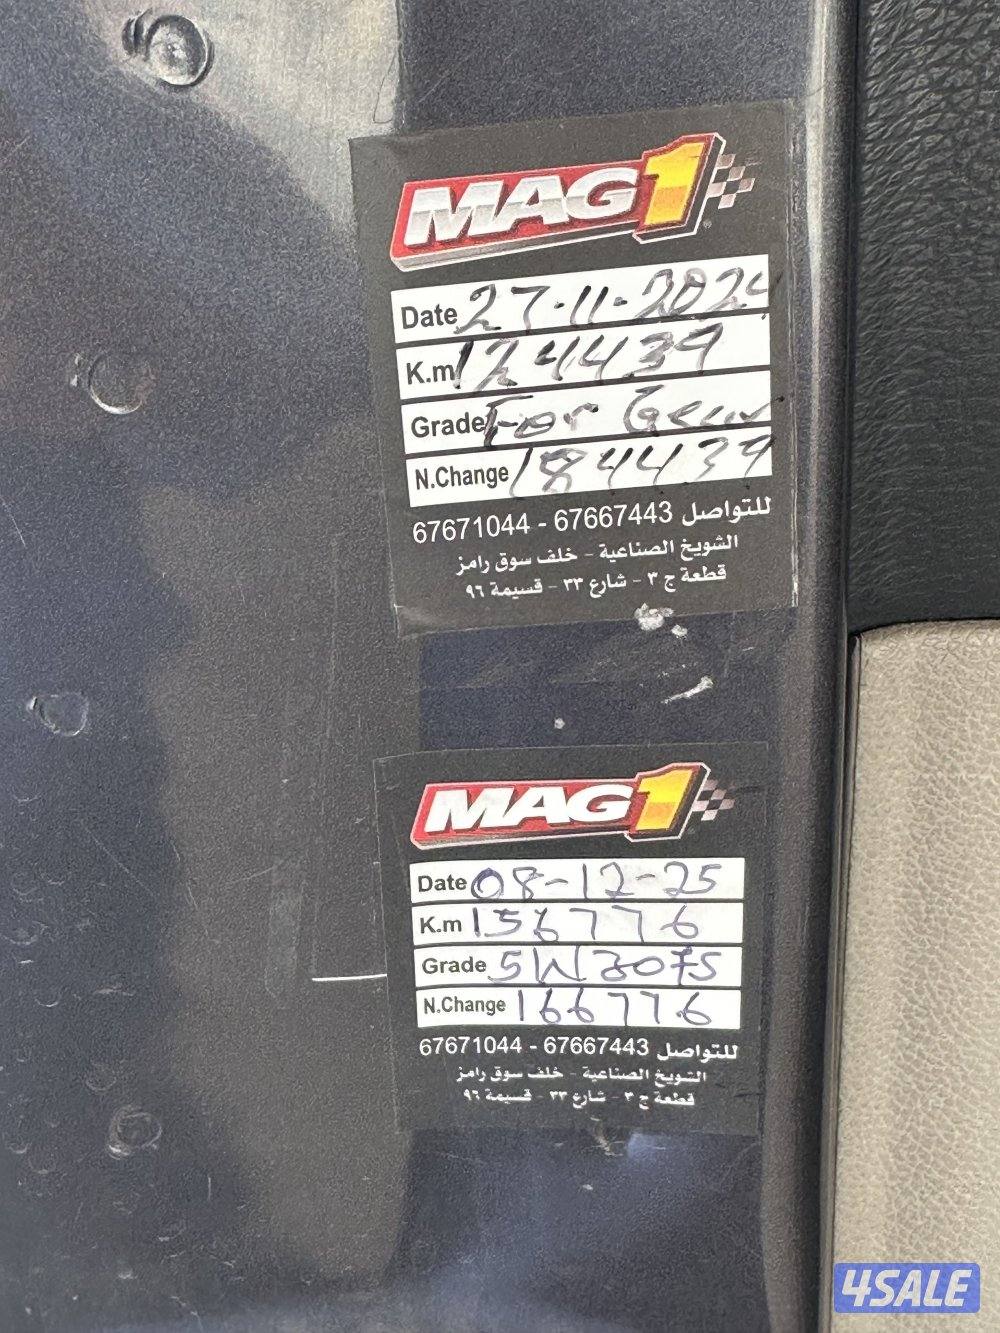 MAG1
Date 27-11-2024
K.m 124439
Grade For Gear
N.Change 184439
للتواصل 67667443 - 67671044
الشويخ الصناعية - خلف سوق رامز
قطعة ج ٣ - شارع ٣٣ - قسيمة ٩٦
MAG1
Date 08-12-25
K.m 156776
Grade 5W30FS
N.Change 166776
للتواصل 67667443 - 67671044
الشويخ الصناعية - خلف سوق رامز
قطعة ج ٣ - شارع ٣٣ - قسيمة ٩٦
4SALE